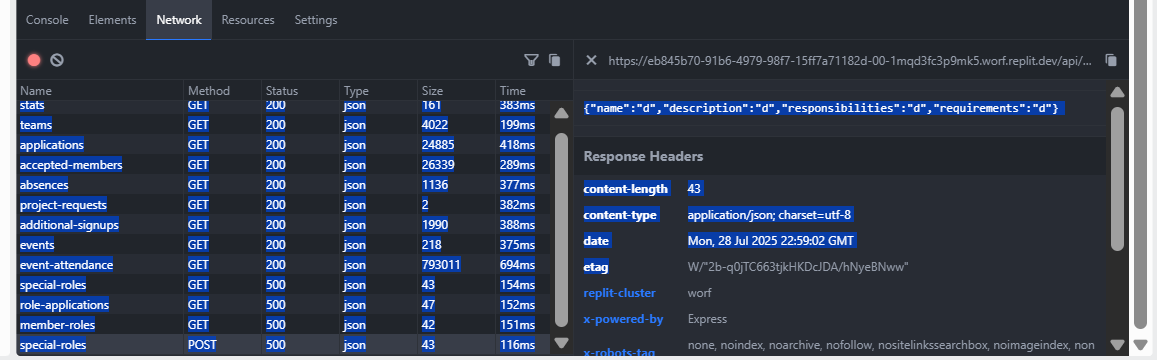 Console Elements Network Resources Settings
https://eb845b70-91b6-4979-98f7-15ff7a71182d-00-1mqd3fc3p9mk5.worf.replit.dev/api/...
Name Method Status Type Size Time
stats GET 200 json 161 383ms
teams GET 200 json 4022 199ms
applications GET 200 json 24885 418ms
accepted-members GET 200 json 26339 289ms
absences GET 200 json 1136 377ms
project-requests GET 200 json 2 382ms
additional-signups GET 200 json 1990 388ms
events GET 200 json 218 375ms
event-attendance GET 200 json 793011 694ms
special-roles GET 500 json 43 154ms
role-applications GET 500 json 47 152ms
member-roles GET 500 json 42 151ms
special-roles POST 500 json 43 116ms
{"name":"d","description":"d","responsibilities":"d","requirements":"d"}
Response Headers
content-length 43
content-type application/json; charset=utf-8
date Mon, 28 Jul 2025 22:59:02 GMT
etag W/"2b-q0jTC663tjkHKDcJDA/hNyeBNww"
replit-cluster worf
x-powered-by Express
x-robots-tag none, noindex, noarchive, nofollow, nositelinkssearchbox, noimageindex, non